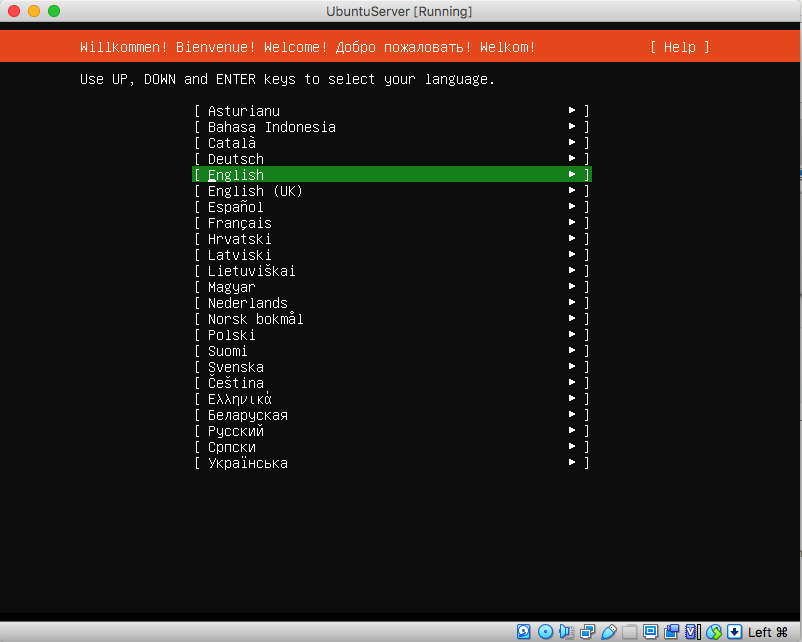 UbuntuServer [Running]
Willkommen! Bienvenue! Welcome! Добро пожаловать! Welkom! [ Help ]
Use UP, DOWN and ENTER keys to select your language.
[ Asturianu ▸ ]
[ Bahasa Indonesia ▸ ]
[ Català ▸ ]
[ Deutsch ▸ ]
[ English ▸ ]
[ English (UK) ▸ ]
[ Español ▸ ]
[ Français ▸ ]
[ Hrvatski ▸ ]
[ Latviski ▸ ]
[ Lietuviškai ▸ ]
[ Magyar ▸ ]
[ Nederlands ▸ ]
[ Norsk bokmål ▸ ]
[ Polski ▸ ]
[ Suomi ▸ ]
[ Svenska ▸ ]
[ Čeština ▸ ]
[ Ελληνικά ▸ ]
[ Беларуская ▸ ]
[ Русский ▸ ]
[ Српски ▸ ]
[ Українська ▸ ]
Left ⌘